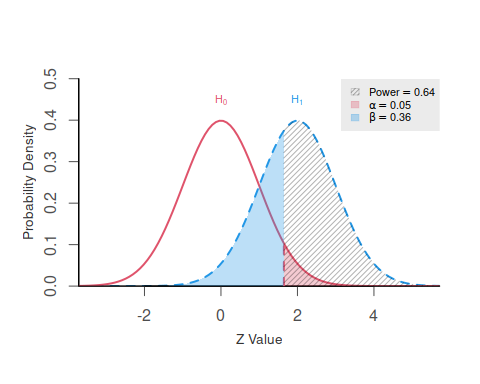 H₀ H₁
Power = 0.64
α = 0.05
β = 0.36
Probability Density
0.5
0.4
0.3
0.2
0.1
0.0
-2 0 2 4
Z Value